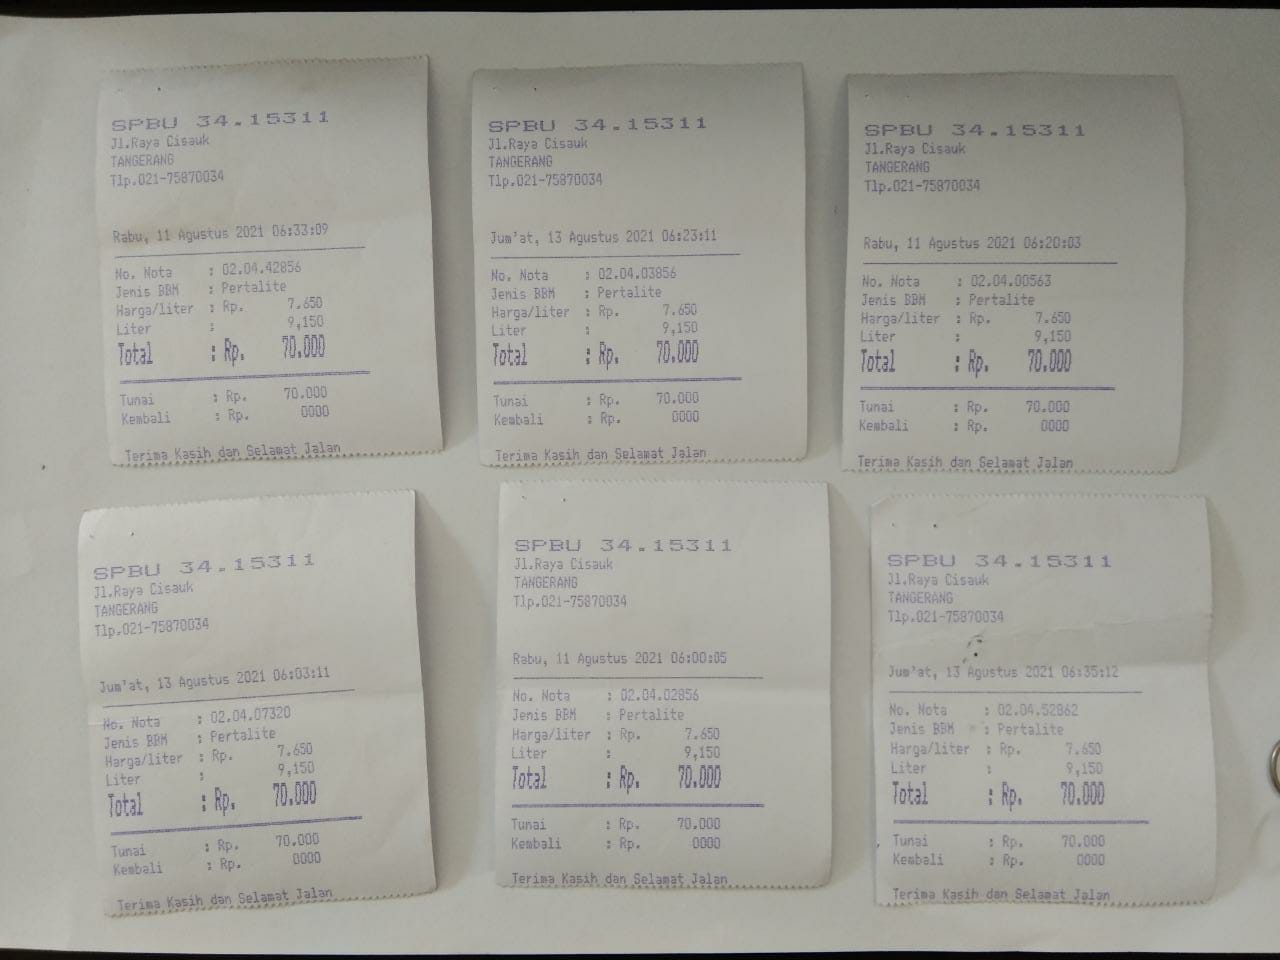 SPBU 34.15311
Jl.Raya Cisauk
TANGERANG
Tlp.021-75870034
Rabu, 11 Agustus 2021 06:33:09
No. Nota : 02.04.42856
Jenis BBM : Pertalite
Harga/liter : Rp. 7.650
Liter : 9,150
Total : Rp. 70.000
Tunai : Rp. 70.000
Kembali : Rp. 0000
Terima Kasih dan Selamat Jalan
SPBU 34.15311
Jl.Raya Cisauk
TANGERANG
Tlp.021-75870034
Jum'at, 13 Agustus 2021 06:23:11
No. Nota : 02.04.03856
Jenis BBM : Pertalite
Harga/liter : Rp. 7.650
Liter : 9,150
Total : Rp. 70.000
Tunai : Rp. 70.000
Kembali : Rp. 0000
Terima Kasih dan Selamat Jalan
SPBU 34.15311
Jl.Raya Cisauk
TANGERANG
Tlp.021-75870034
Rabu, 11 Agustus 2021 06:20:03
No. Nota : 02.04.00563
Jenis BBM : Pertalite
Harga/liter : Rp. 7.650
Liter : 9,150
Total : Rp. 70.000
Tunai : Rp. 70.000
Kembali : Rp. 0000
Terima Kasih dan Selamat Jalan
SPBU 34.15311
Jl.Raya Cisauk
TANGERANG
Tlp.021-75870034
Jum'at, 13 Agustus 2021 06:03:11
No. Nota : 02.04.07320
Jenis BBM : Pertalite
Harga/liter : Rp. 7.650
Liter : 9,150
Total : Rp. 70.000
Tunai : Rp. 70.000
Kembali : Rp. 0000
Terima Kasih dan Selamat Jalan
SPBU 34.15311
Jl.Raya Cisauk
TANGERANG
Tlp.021-75870034
Rabu, 11 Agustus 2021 06:00:05
No. Nota : 02.04.02856
Jenis BBM : Pertalite
Harga/liter : Rp. 7.650
Liter : 9,150
Total : Rp. 70.000
Tunai : Rp. 70.000
Kembali : Rp. 0000
Terima Kasih dan Selamat Jalan
SPBU 34.15311
Jl.Raya Cisauk
TANGERANG
Tlp.021-75870034
Jum'at, 13 Agustus 2021 06:35:12
No. Nota : 02.04.52862
Jenis BBM : Pertalite
Harga/liter : Rp. 7.650
Liter : 9,150
Total : Rp. 70.000
Tunai : Rp. 70.000
Kembali : Rp. 0000
Terima Kasih dan Selamat Jalan